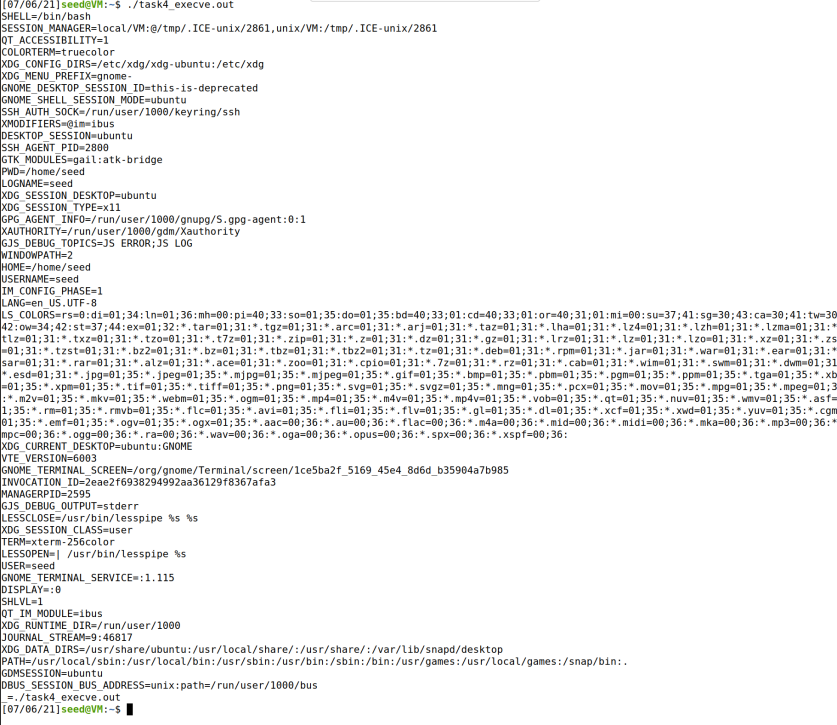 [07/06/21]seed@VM:~$ ./task4_execve.out
SHELL=/bin/bash
SESSION_MANAGER=local/VM:@/tmp/.ICE-unix/2861,unix/VM:/tmp/.ICE-unix/2861
QT_ACCESSIBILITY=1
COLORTERM=truecolor
XDG_CONFIG_DIRS=/etc/xdg/xdg-ubuntu:/etc/xdg
XDG_MENU_PREFIX=gnome-
GNOME_DESKTOP_SESSION_ID=this-is-deprecated
GNOME_SHELL_SESSION_MODE=ubuntu
SSH_AUTH_SOCK=/run/user/1000/keyring/ssh
XMODIFIERS=@im=ibus
DESKTOP_SESSION=ubuntu
SSH_AGENT_PID=2800
GTK_MODULES=gail:atk-bridge
PWD=/home/seed
LOGNAME=seed
XDG_SESSION_DESKTOP=ubuntu
XDG_SESSION_TYPE=x11
GPG_AGENT_INFO=/run/user/1000/gnupg/S.gpg-agent:0:1
XAUTHORITY=/run/user/1000/gdm/Xauthority
GJS_DEBUG_TOPICS=JS ERROR;JS LOG
WINDOWPATH=2
HOME=/home/seed
USERNAME=seed
IM_CONFIG_PHASE=1
LANG=en_US.UTF-8
LS_COLORS=rs=0:di=01;34:ln=01;36:mh=00:pi=40;33:so=01;35:do=01;35:bd=40;33;01:cd=40;33;01:or=40;31;01:mi=00:su=37;41:sg=30;43:ca=30;41:tw=30
42:ow=34;42:st=37;44:ex=01;32:*.tar=01;31:*.tgz=01;31:*.arc=01;31:*.arj=01;31:*.taz=01;31:*.lha=01;31:*.lz4=01;31:*.lzh=01;31:*.lzma=01;31:*
tlz=01;31:*.txz=01;31:*.tzo=01;31:*.t7z=01;31:*.zip=01;31:*.z=01;31:*.dz=01;31:*.gz=01;31:*.lrz=01;31:*.lz=01;31:*.lzo=01;31:*.xz=01;31:*.zs
=01;31:*.tzst=01;31:*.bz2=01;31:*.bz=01;31:*.tbz=01;31:*.tbz2=01;31:*.tz=01;31:*.deb=01;31:*.rpm=01;31:*.jar=01;31:*.war=01;31:*.ear=01;31:*
sar=01;31:*.rar=01;31:*.alz=01;31:*.ace=01;31:*.zoo=01;31:*.cpio=01;31:*.7z=01;31:*.rz=01;31:*.cab=01;31:*.wim=01;31:*.swm=01;31:*.dwm=01;31
*.esd=01;31:*.jpg=01;35:*.jpeg=01;35:*.mjpg=01;35:*.mjpeg=01;35:*.gif=01;35:*.bmp=01;35:*.pbm=01;35:*.pgm=01;35:*.ppm=01;35:*.tga=01;35:*.xb
=01;35:*.xpm=01;35:*.tif=01;35:*.tiff=01;35:*.png=01;35:*.svg=01;35:*.svgz=01;35:*.mng=01;35:*.pcx=01;35:*.mov=01;35:*.mpg=01;35:*.mpeg=01;3
:*.m2v=01;35:*.mkv=01;35:*.webm=01;35:*.ogm=01;35:*.mp4=01;35:*.m4v=01;35:*.mp4v=01;35:*.vob=01;35:*.qt=01;35:*.nuv=01;35:*.wmv=01;35:*.asf=
1;35:*.rm=01;35:*.rmvb=01;35:*.flc=01;35:*.avi=01;35:*.fli=01;35:*.flv=01;35:*.gl=01;35:*.dl=01;35:*.xcf=01;35:*.xwd=01;35:*.yuv=01;35:*.cgm
01;35:*.emf=01;35:*.ogv=01;35:*.ogx=01;35:*.aac=00;36:*.au=00;36:*.flac=00;36:*.m4a=00;36:*.mid=00;36:*.midi=00;36:*.mka=00;36:*.mp3=00;36:*
mpc=00;36:*.ogg=00;36:*.ra=00;36:*.wav=00;36:*.oga=00;36:*.opus=00;36:*.spx=00;36:*.xspf=00;36:
XDG_CURRENT_DESKTOP=ubuntu:GNOME
VTE_VERSION=6003
GNOME_TERMINAL_SCREEN=/org/gnome/Terminal/screen/1ce5ba2f_5169_45e4_8d6d_b35904a7b985
INVOCATION_ID=2eae2f6938294992aa36129f8367afa3
MANAGERPID=2595
GJS_DEBUG_OUTPUT=stderr
LESSCLOSE=/usr/bin/lesspipe %s %s
XDG_SESSION_CLASS=user
TERM=xterm-256color
LESSOPEN=| /usr/bin/lesspipe %s
USER=seed
GNOME_TERMINAL_SERVICE=:1.115
DISPLAY=:0
SHLVL=1
QT_IM_MODULE=ibus
XDG_RUNTIME_DIR=/run/user/1000
JOURNAL_STREAM=9:46817
XDG_DATA_DIRS=/usr/share/ubuntu:/usr/local/share/:/usr/share/:/var/lib/snapd/desktop
PATH=/usr/local/sbin:/usr/local/bin:/usr/sbin:/usr/bin:/sbin:/bin:/usr/games:/usr/local/games:/snap/bin:.
GDMSESSION=ubuntu
DBUS_SESSION_BUS_ADDRESS=unix:path=/run/user/1000/bus
_=./task4_execve.out
[07/06/21]seed@VM:~$